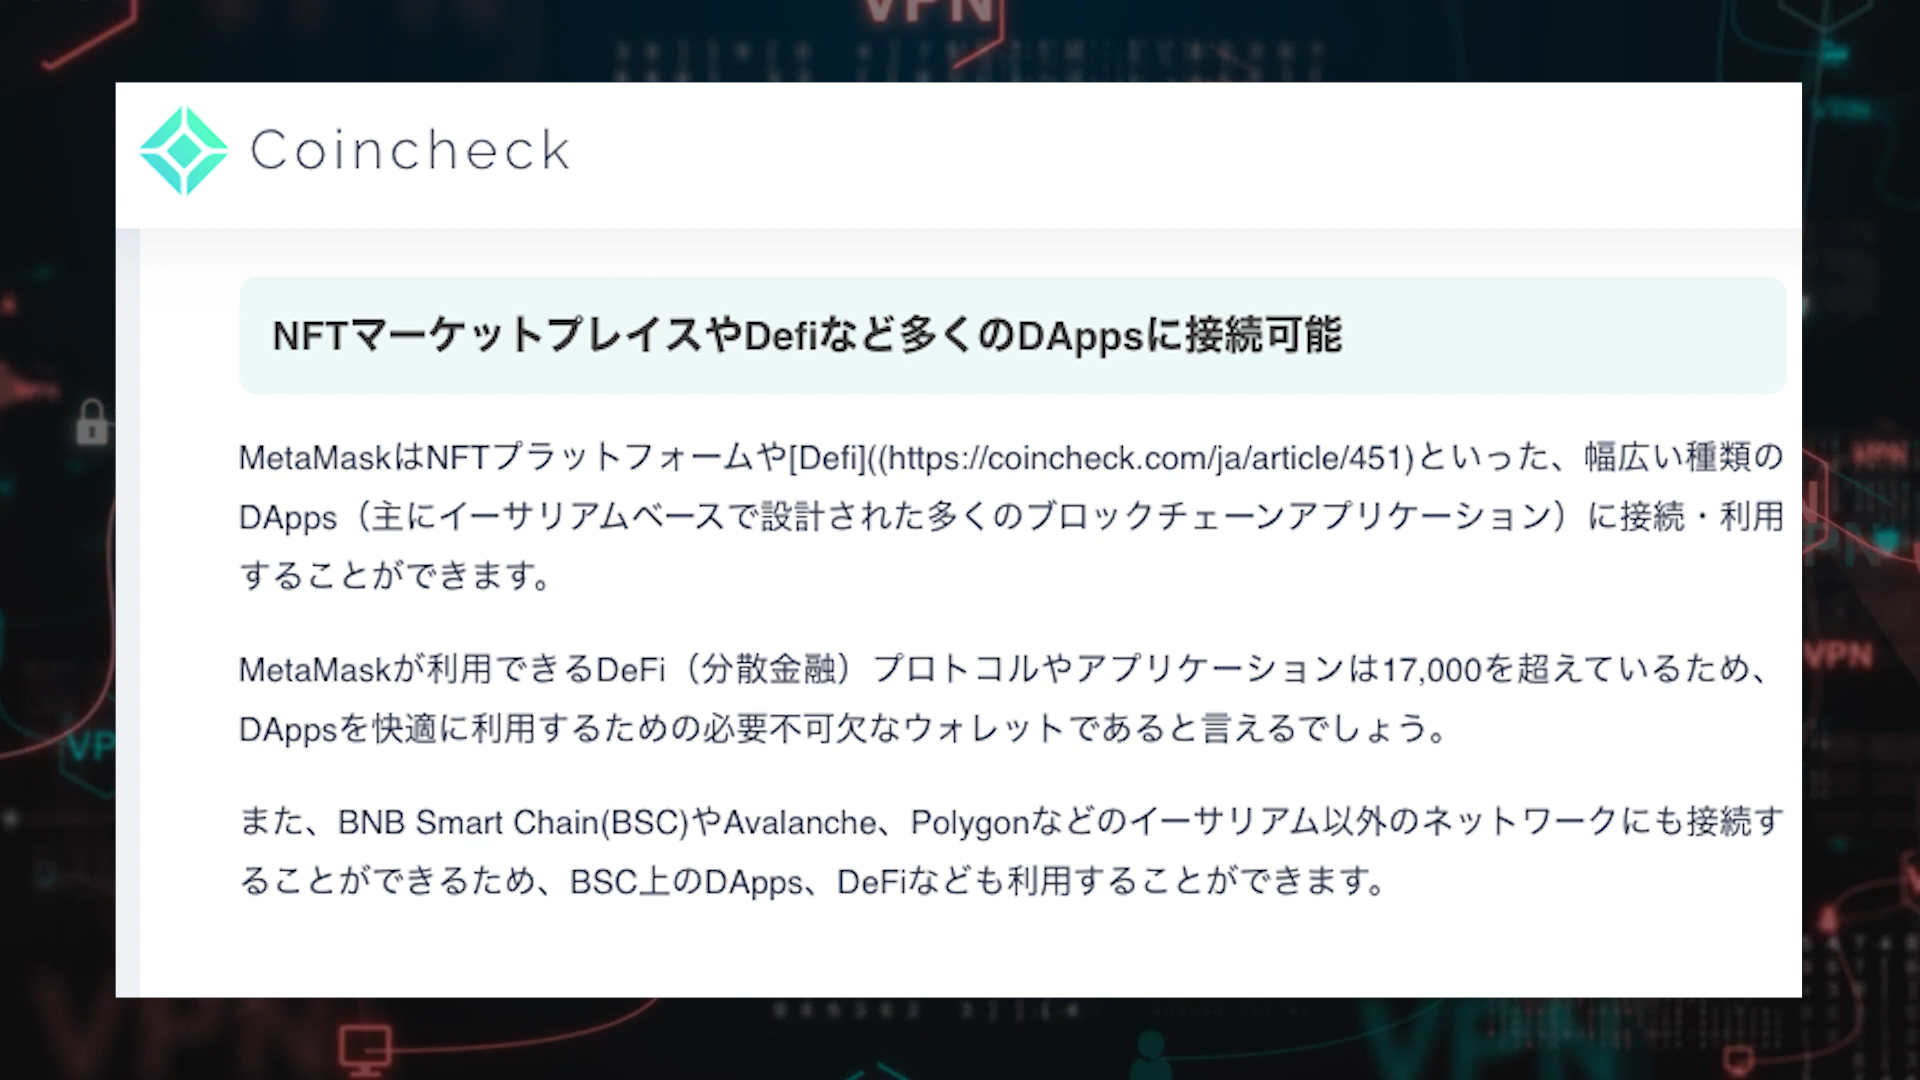 VPN
Coincheck
NFTマーケットプレイスやDefiなど多くのDAppsに接続可能
MetaMaskはNFTプラットフォームや[Defi]((https://coincheck.com/ja/article/451)といった、幅広い種類の
DApps（主にイーサリアムベースで設計された多くのブロックチェーンアプリケーション）に接続・利用
することができます。
MetaMaskが利用できるDeFi（分散金融）プロトコルやアプリケーションは17,000を超えているため、
DAppsを快適に利用するための必要不可欠なウォレットであると言えるでしょう。
また、BNB Smart Chain(BSC)やAvalanche、Polygonなどのイーサリアム以外のネットワークにも接続す
ることができるため、BSC上のDApps、DeFiなども利用することができます。
VPN
VPN
VPN